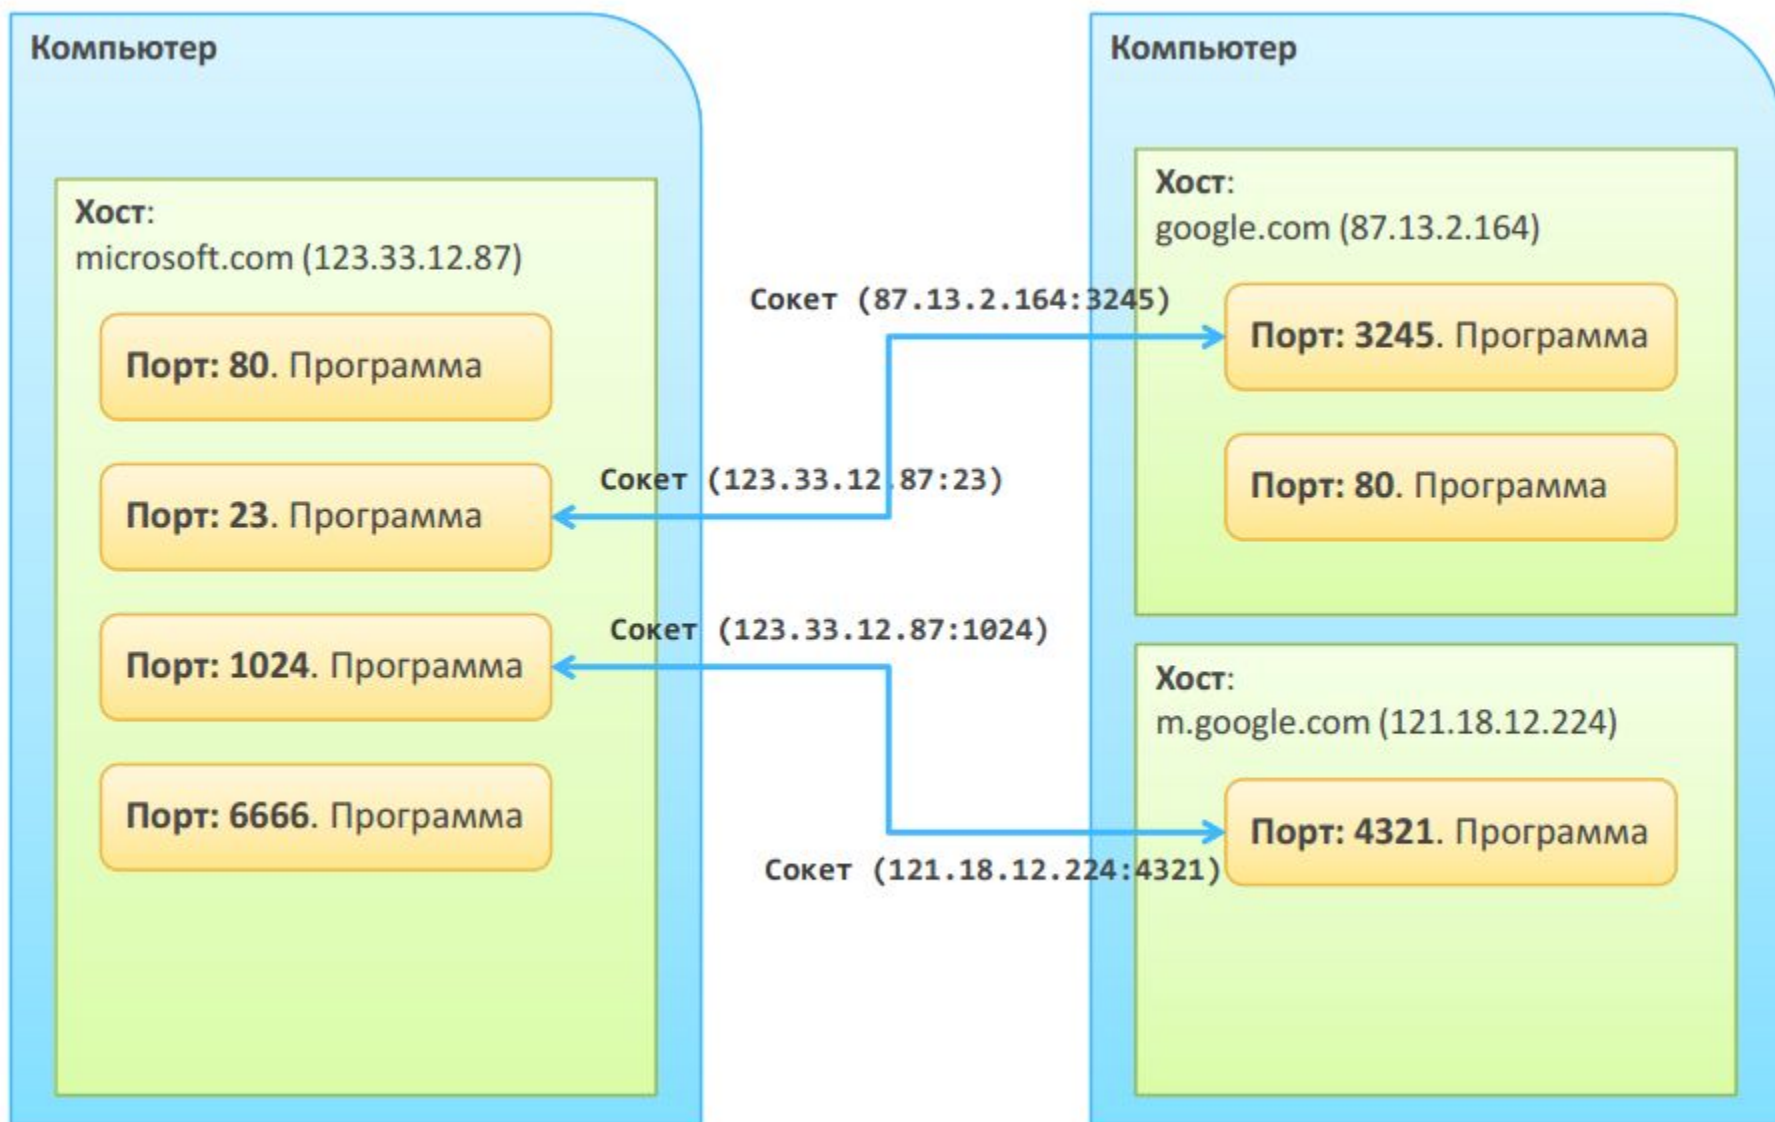 Компьютер
Хост:
microsoft.com (123.33.12.87)
Порт: 80. Программа
Порт: 23. Программа
Порт: 1024. Программа
Порт: 6666. Программа
Сокет (87.13.2.164:3245)
Сокет (123.33.12.87:23)
Сокет (123.33.12.87:1024)
Сокет (121.18.12.224:4321)
Компьютер
Хост:
google.com (87.13.2.164)
Порт: 3245. Программа
Порт: 80. Программа
Хост:
m.google.com (121.18.12.224)
Порт: 4321. Программа